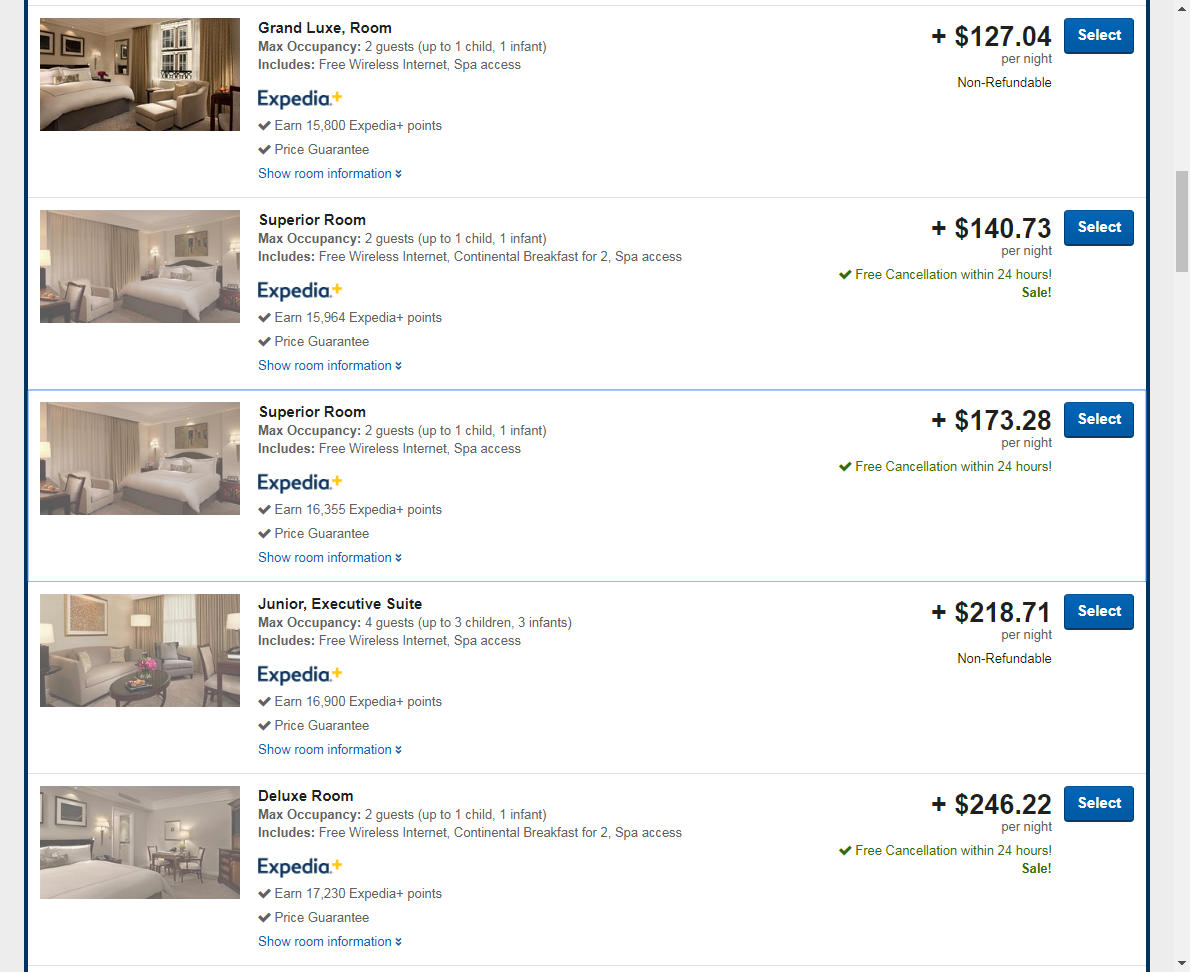 Grand Luxe, Room
Max Occupancy: 2 guests (up to 1 child, 1 infant)
Includes: Free Wireless Internet, Spa access
Expedia+
Earn 15,800 Expedia+ points
Price Guarantee
Show room information
+ $127.04
per night
Non-Refundable
Select
Superior Room
Max Occupancy: 2 guests (up to 1 child, 1 infant)
Includes: Free Wireless Internet, Continental Breakfast for 2, Spa access
Expedia+
Earn 15,964 Expedia+ points
Price Guarantee
Show room information
+ $140.73
per night
Free Cancellation within 24 hours!
Sale!
Select
Superior Room
Max Occupancy: 2 guests (up to 1 child, 1 infant)
Includes: Free Wireless Internet, Spa access
Expedia+
Earn 16,355 Expedia+ points
Price Guarantee
Show room information
+ $173.28
per night
Free Cancellation within 24 hours!
Select
Junior, Executive Suite
Max Occupancy: 4 guests (up to 3 children, 3 infants)
Includes: Free Wireless Internet, Spa access
Expedia+
Earn 16,900 Expedia+ points
Price Guarantee
Show room information
+ $218.71
per night
Non-Refundable
Select
Deluxe Room
Max Occupancy: 2 guests (up to 1 child, 1 infant)
Includes: Free Wireless Internet, Continental Breakfast for 2, Spa access
Expedia+
Earn 17,230 Expedia+ points
Price Guarantee
Show room information
+ $246.22
per night
Free Cancellation within 24 hours!
Sale!
Select